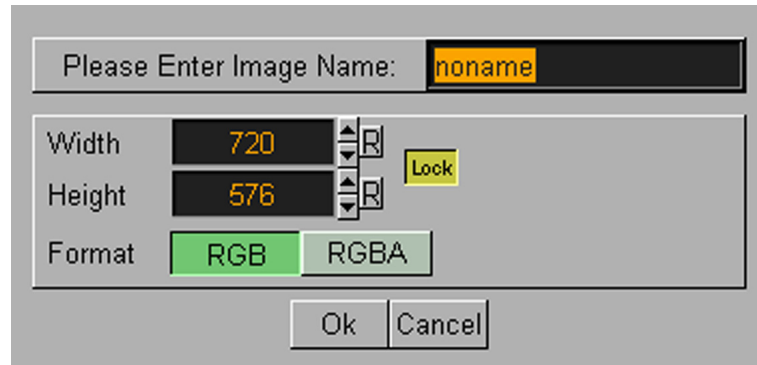 Please Enter Image Name: noname
Width 720 R
Lock
Height 576 R
Format RGB RGBA
Ok Cancel